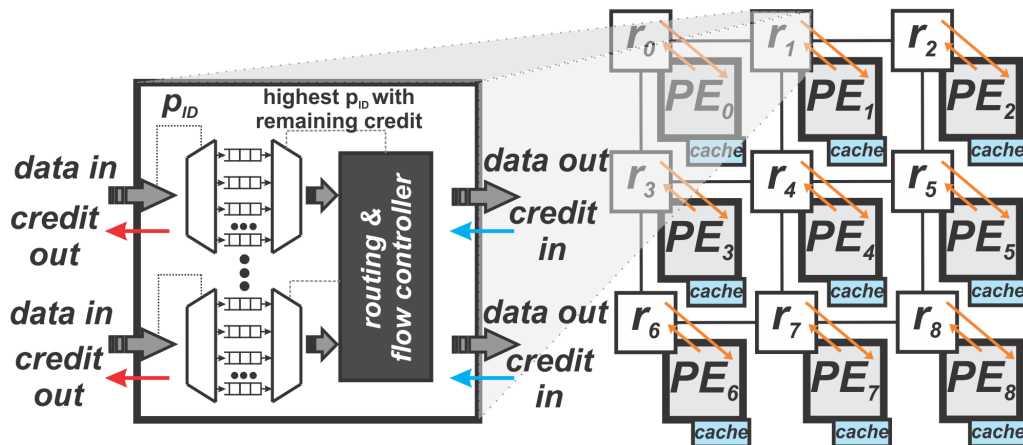 p_ID
highest p_ID with
remaining credit
data in
credit
out
data out
credit
in
data in
credit
out
data out
credit
in
routing &
flow controller
r_0
r_1
r_2
PE_0
PE_1
PE_2
cache
cache
cache
r_3
r_4
r_5
PE_3
PE_4
PE_5
cache
cache
cache
r_6
r_7
r_8
PE_6
PE_7
PE_8
cache
cache
cache